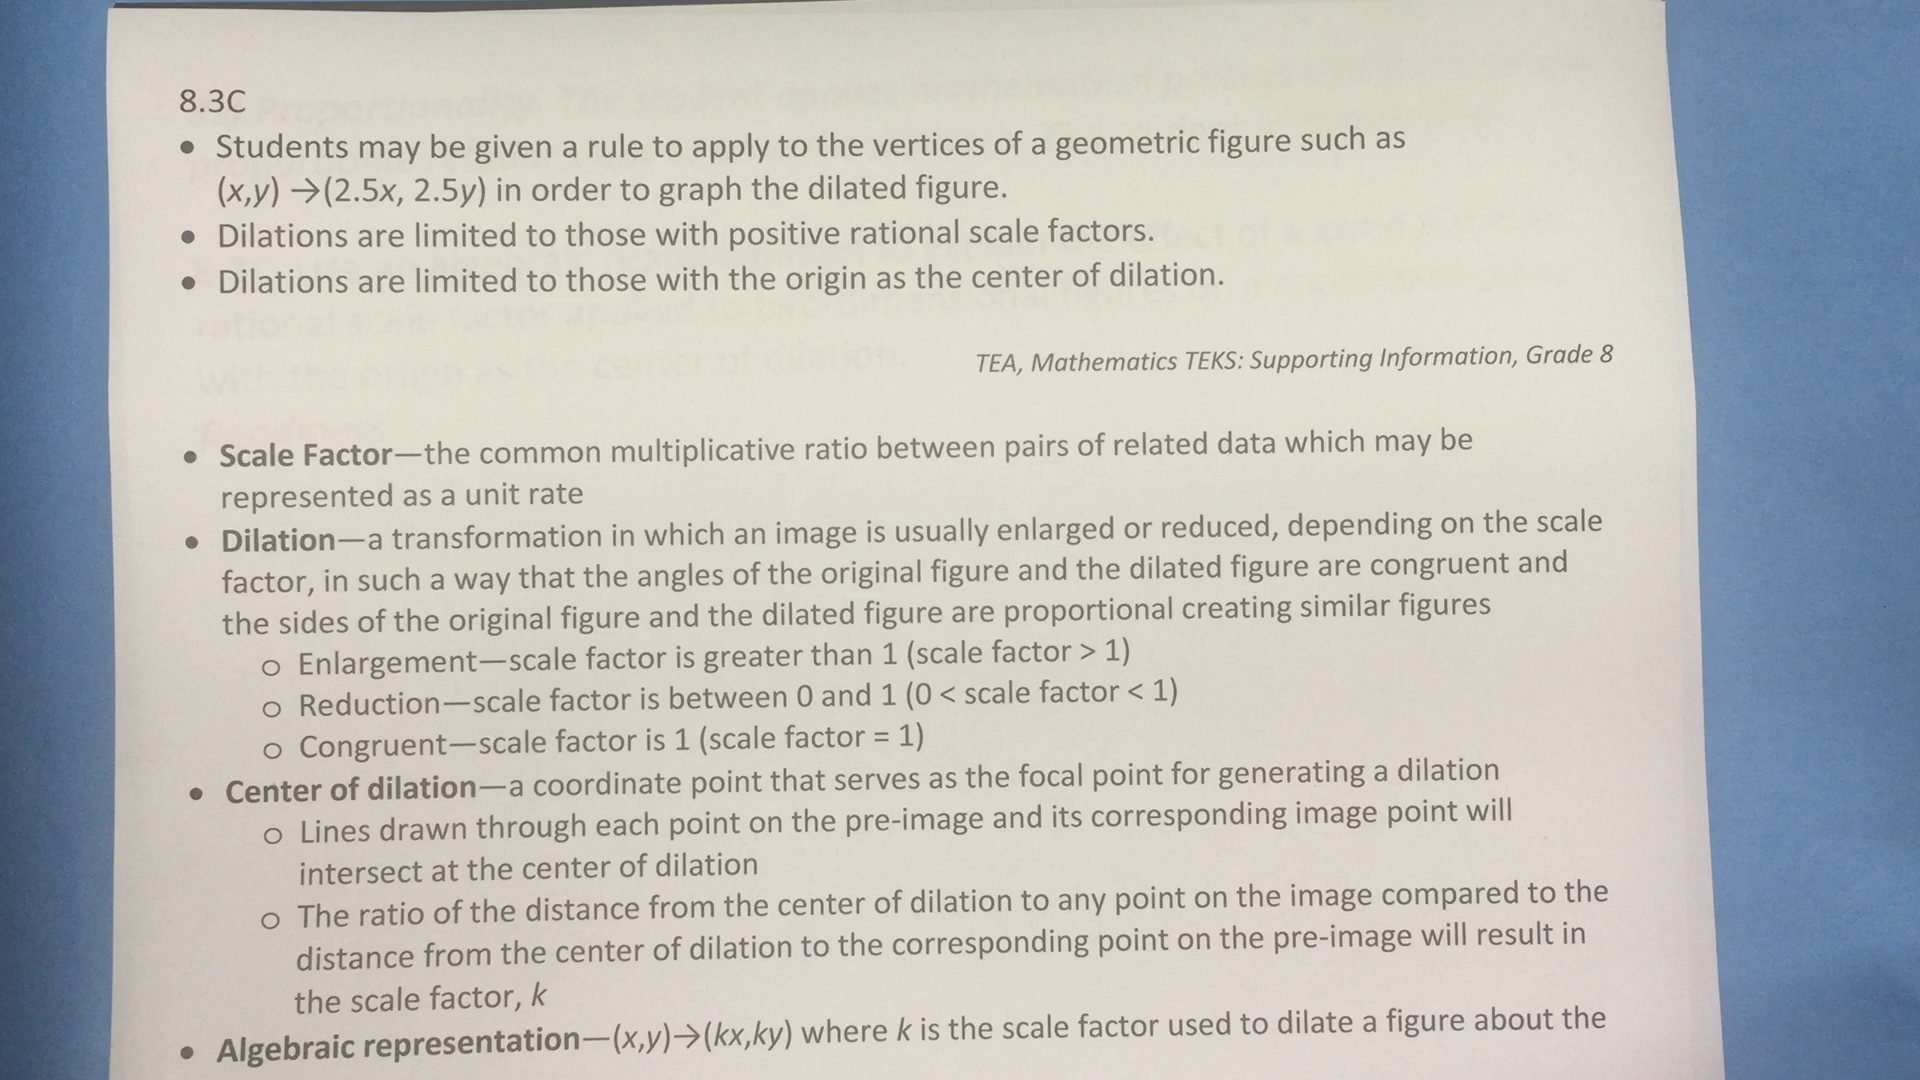 8.3C
• Students may be given a rule to apply to the vertices of a geometric figure such as
(x,y) →(2.5x, 2.5y) in order to graph the dilated figure.
• Dilations are limited to those with positive rational scale factors.
• Dilations are limited to those with the origin as the center of dilation.
TEA, Mathematics TEKS: Supporting Information, Grade 8
• Scale Factor—the common multiplicative ratio between pairs of related data which may be
represented as a unit rate
• Dilation—a transformation in which an image is usually enlarged or reduced, depending on the scale
factor, in such a way that the angles of the original figure and the dilated figure are congruent and
the sides of the original figure and the dilated figure are proportional creating similar figures
o Enlargement—scale factor is greater than 1 (scale factor > 1)
o Reduction—scale factor is between 0 and 1 (0 < scale factor < 1)
o Congruent—scale factor is 1 (scale factor = 1)
• Center of dilation—a coordinate point that serves as the focal point for generating a dilation
o Lines drawn through each point on the pre-image and its corresponding image point will
intersect at the center of dilation
o The ratio of the distance from the center of dilation to any point on the image compared to the
distance from the center of dilation to the corresponding point on the pre-image will result in
the scale factor, k
• Algebraic representation—(x,y)→(kx,ky) where k is the scale factor used to dilate a figure about the